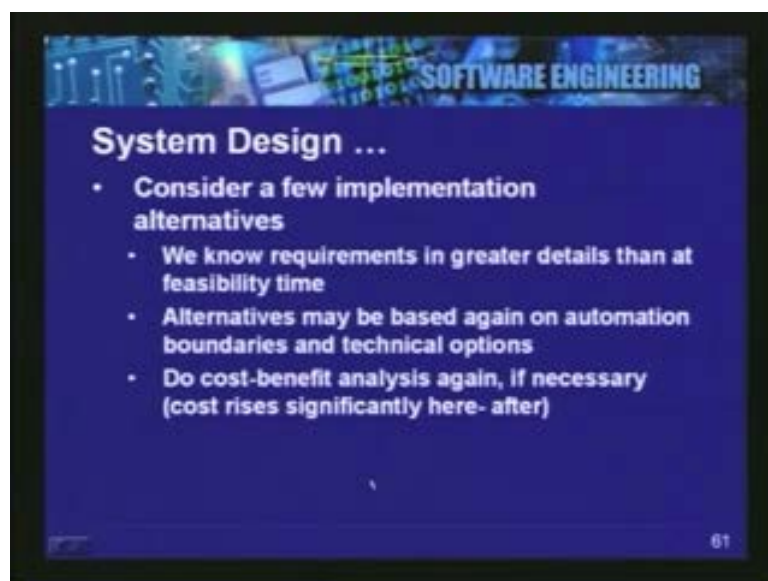 SOFTWARE ENGINEERING
System Design ...
• Consider a few implementation
alternatives
• We know requirements in greater details than at
feasibility time
• Alternatives may be based again on automation
boundaries and technical options
• Do cost-benefit analysis again, if necessary
(cost rises significantly here- after)
61